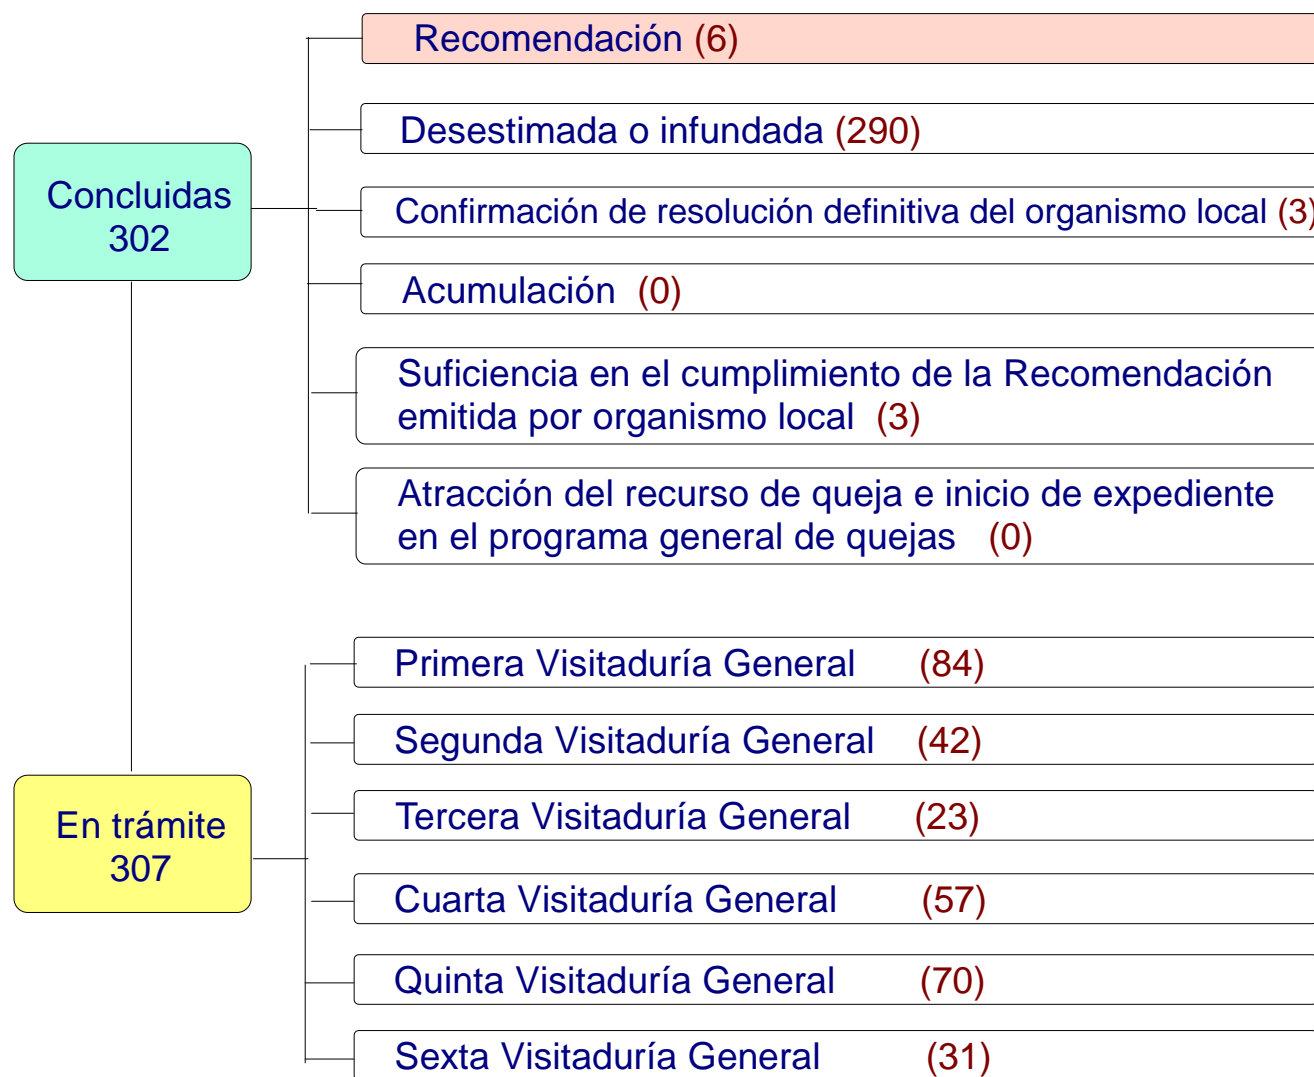 Recomendación (6)
Desestimada o infundada (290)
Concluidas
302
Confirmación de resolución definitiva del organismo local (3)
Acumulación (0)
Suficiencia en el cumplimiento de la Recomendación
emitida por organismo local (3)
Atracción del recurso de queja e inicio de expediente
en el programa general de quejas (0)
Primera Visitaduría General (84)
Segunda Visitaduría General (42)
En trámite
307
Tercera Visitaduría General (23)
Cuarta Visitaduría General (57)
Quinta Visitaduría General (70)
Sexta Visitaduría General (31)